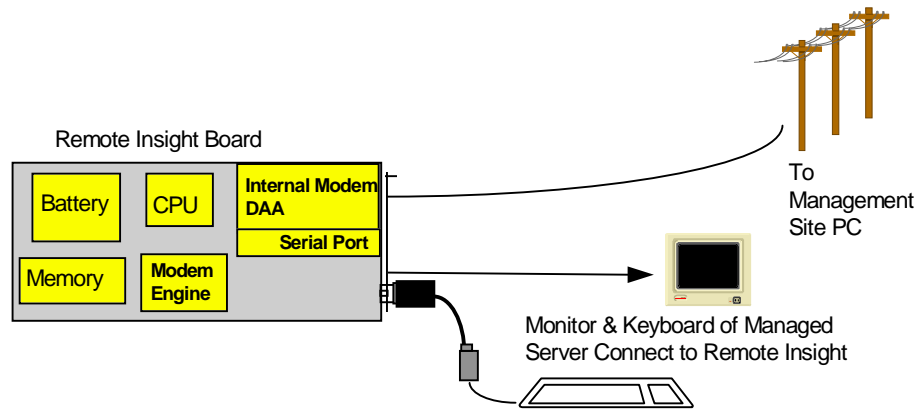 Remote Insight Board
Battery
CPU
Internal Modem
DAA
Serial Port
Memory
Modem
Engine
To
Management
Site PC
Monitor & Keyboard of Managed
Server Connect to Remote Insight